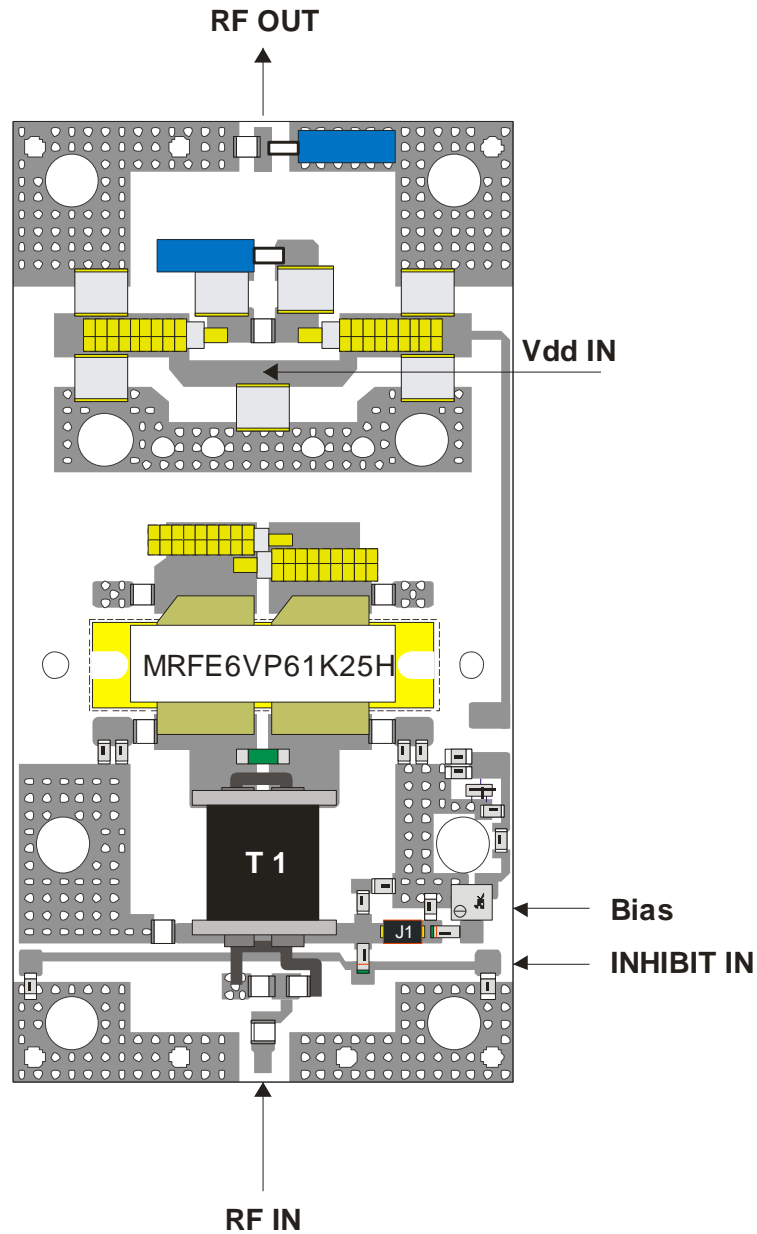 RF OUT
Vdd IN
MRFE6VP61K25H
T 1
J1
Bias
INHIBIT IN
RF IN